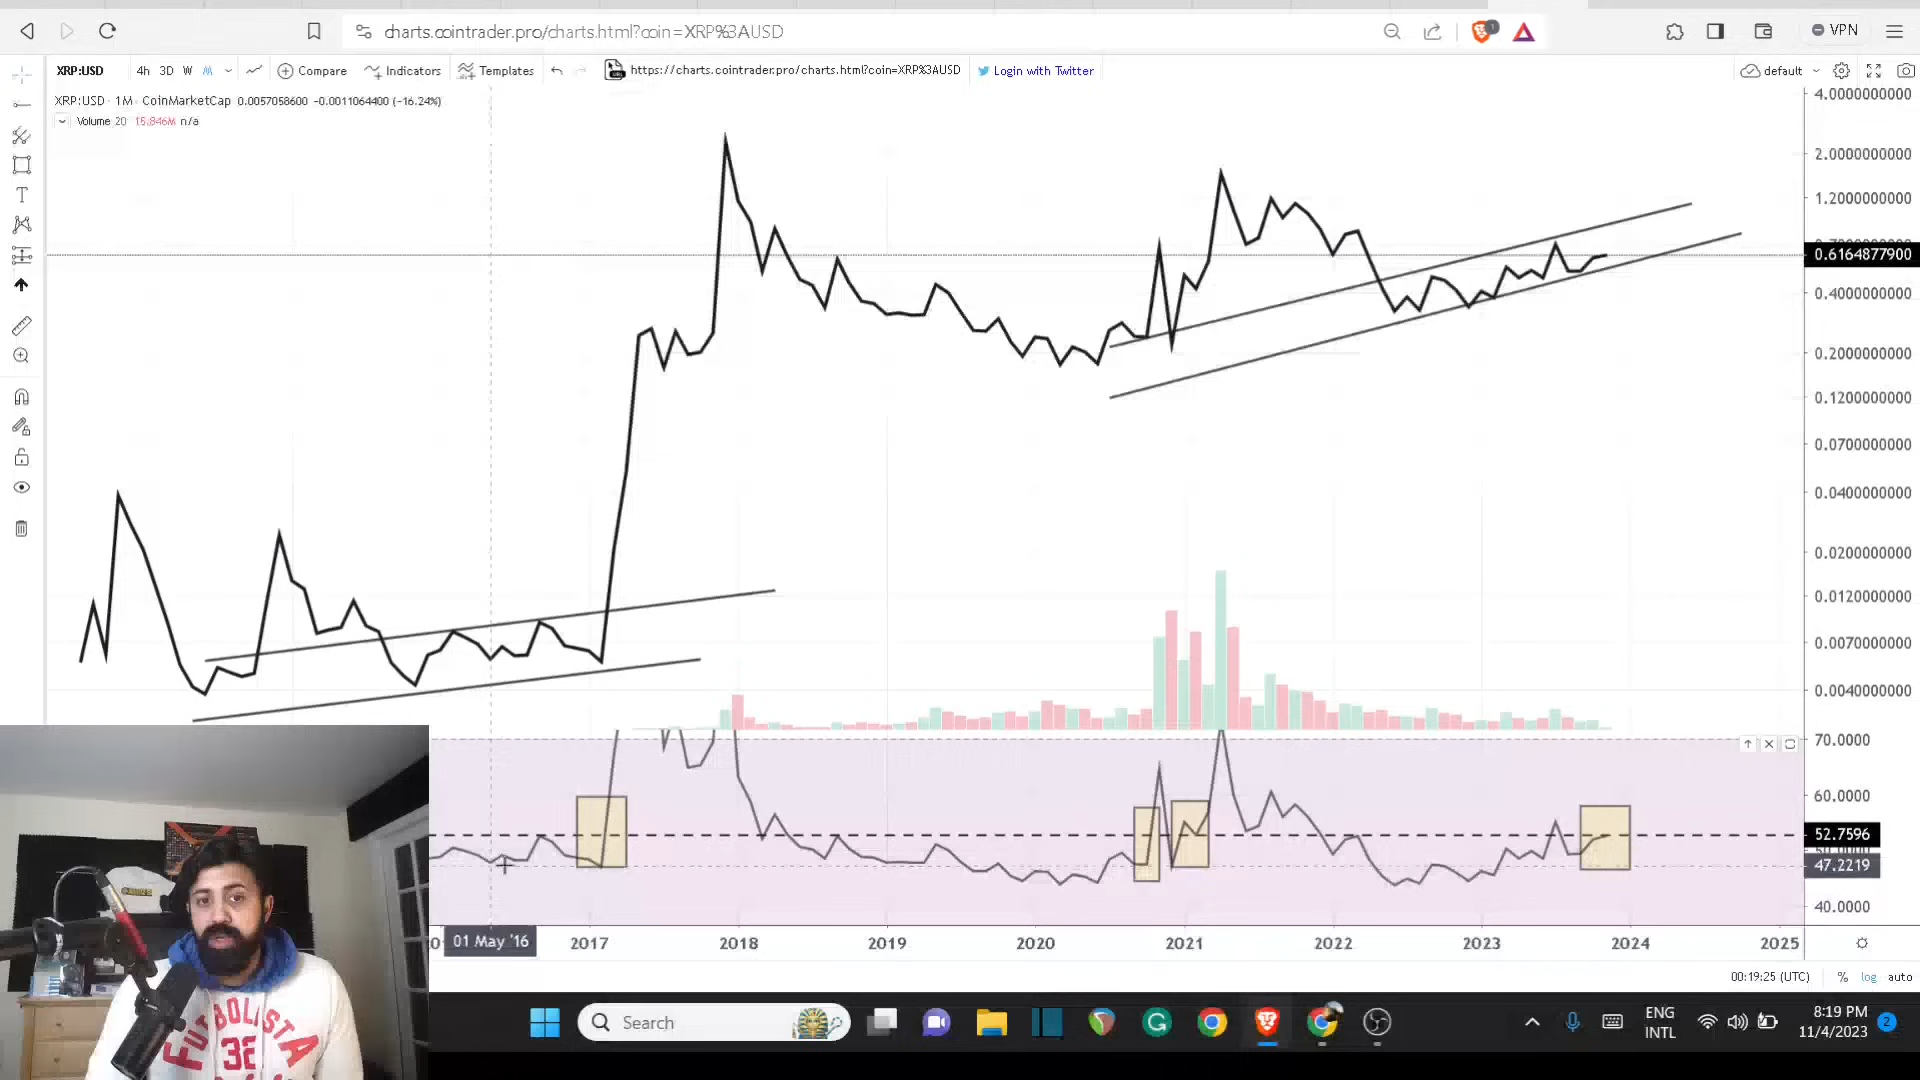 charts.cointrader.pro/charts.html?coin=XRP%3AUSD
1
VPN
XRP:USD 4h 3D W M Compare Indicators Templates https://charts.cointrader.pro/charts.html?coin=XRP%3AUSD Login with Twitter default
XRP:USD · 1M · CoinMarketCap 0.0057058600 -0.0011064400 (-16.24%)
Volume 20 15.846M n/a
4.0000000000
2.0000000000
1.2000000000
0.6164877900
0.4000000000
0.2000000000
0.1200000000
0.0700000000
0.0400000000
0.0200000000
0.0120000000
0.0070000000
0.0040000000
70.0000
60.0000
52.7596
47.2219
40.0000
01 May '16 2017 2018 2019 2020 2021 2022 2023 2024 2025
00:19:25 (UTC) % log auto
Search
ENG
INTL
8:19 PM
11/4/2023
2
FUTBOLISTA